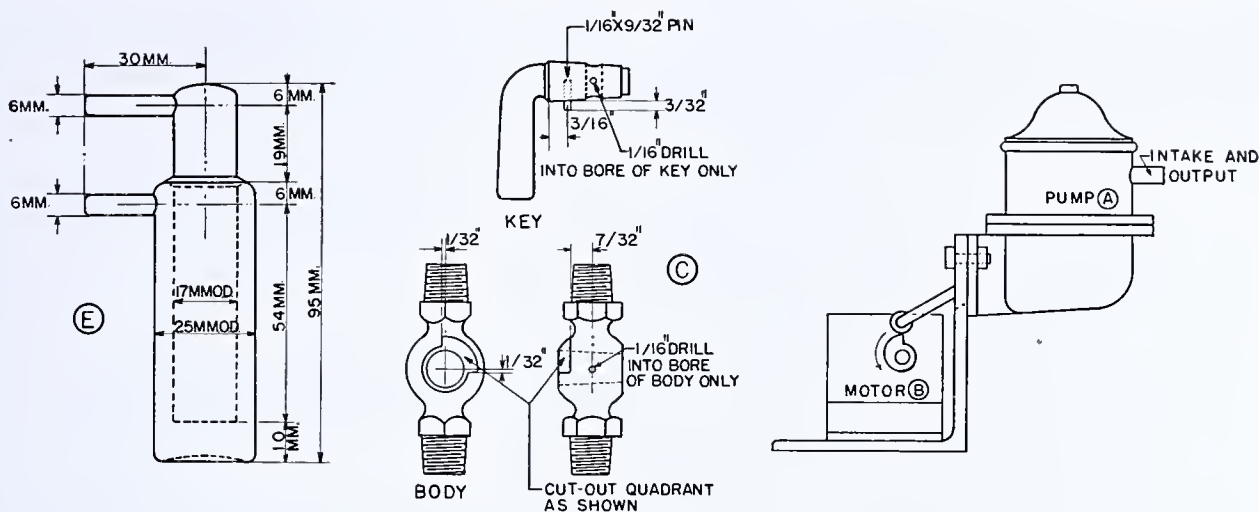 30MM.
6MM.
6MM.
6 MM.
19MM.
6 MM.
54MM.
95 MM.
17MMOD.
25MMOD
10
MM.
E
1/16"X9/32" PIN
3/32"
3/16"
1/16" DRILL
INTO BORE OF KEY ONLY
KEY
1/32"
7/32"
C
1/32"
1/16" DRILL
INTO BORE
OF BODY ONLY
BODY
CUT-OUT QUADRANT
AS SHOWN
INTAKE AND
OUTPUT
PUMP A
MOTOR B